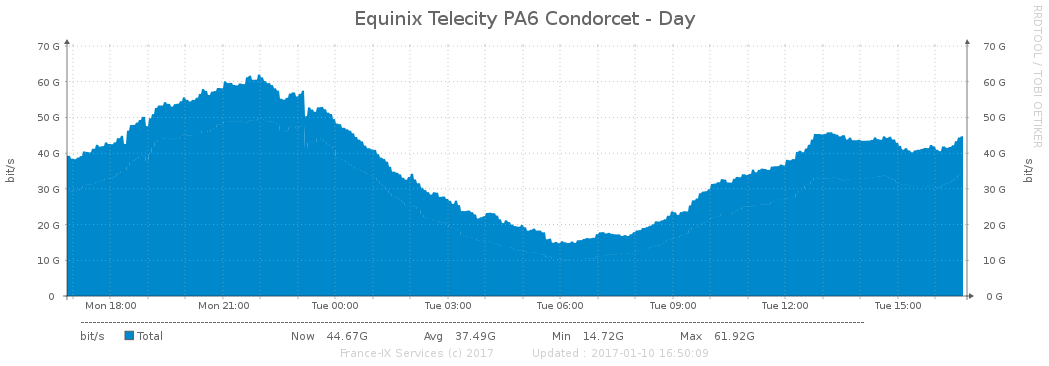 Equinix Telecity PA6 Condorcet - Day
RRDTOOL / TOBI OETIKER
70 G 70 G
60 G 60 G
50 G 50 G
40 G 40 G
bit/s bit/s
30 G 30 G
20 G 20 G
10 G 10 G
0 0 G
Mon 18:00 Mon 21:00 Tue 00:00 Tue 03:00 Tue 06:00 Tue 09:00 Tue 12:00 Tue 15:00
bit/s Total Now 44.67G Avg 37.49G Min 14.72G Max 61.92G
France-IX Services (c) 2017 Updated : 2017-01-10 16:50:09